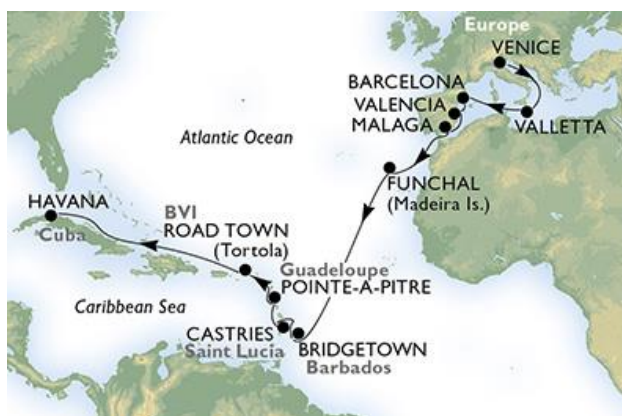 Europe
VENICE
BARCELONA
VALENCIA
MALAGA
VALLETTA
Atlantic Ocean
FUNCHAL
(Madeira Is.)
HAVANA
Cuba
BVI
ROAD TOWN
(Tortola)
Guadeloupe
POINTE-A-PITRE
Caribbean Sea
CASTRIES
Saint Lucia
BRIDGETOWN
Barbados